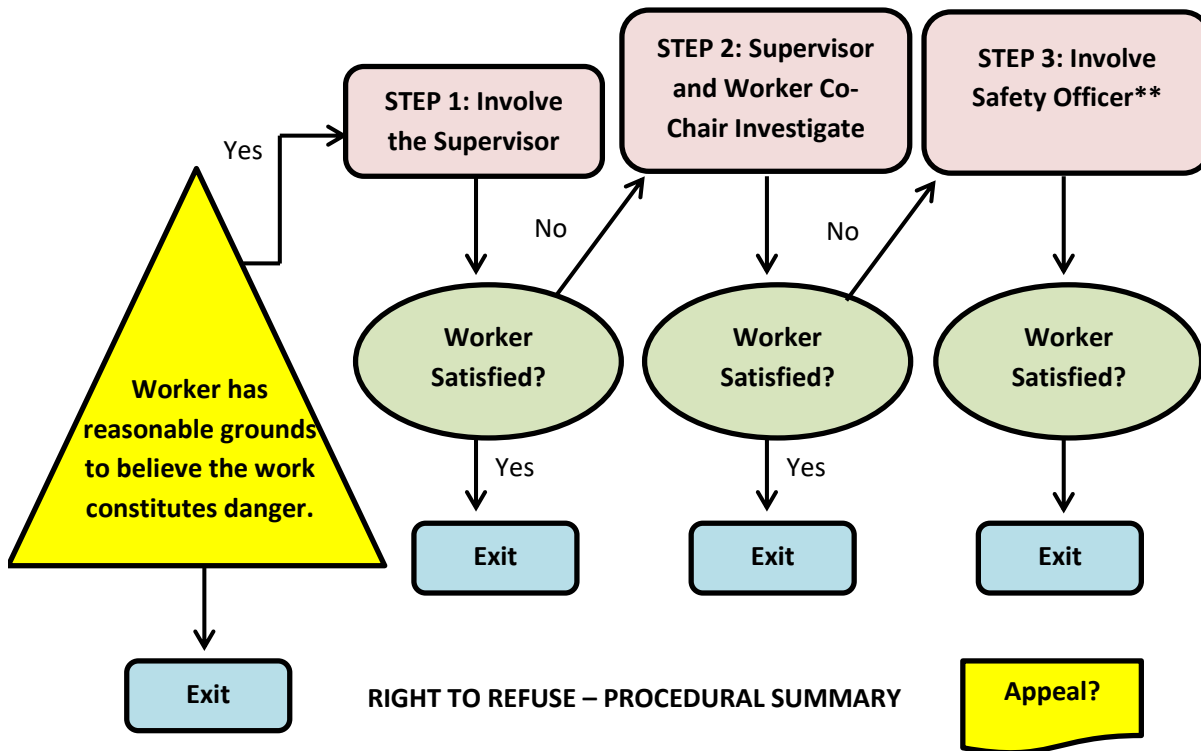 STEP 1: Involve
the Supervisor
STEP 2: Supervisor
and Worker Co-
Chair Investigate
STEP 3: Involve
Safety Officer**
Yes
No
No
Worker has
reasonable grounds
to believe the work
constitutes danger.
Worker
Satisfied?
Worker
Satisfied?
Worker
Satisfied?
Yes
Yes
Exit
Exit
Exit
Exit
RIGHT TO REFUSE – PROCEDURAL SUMMARY
Appeal?